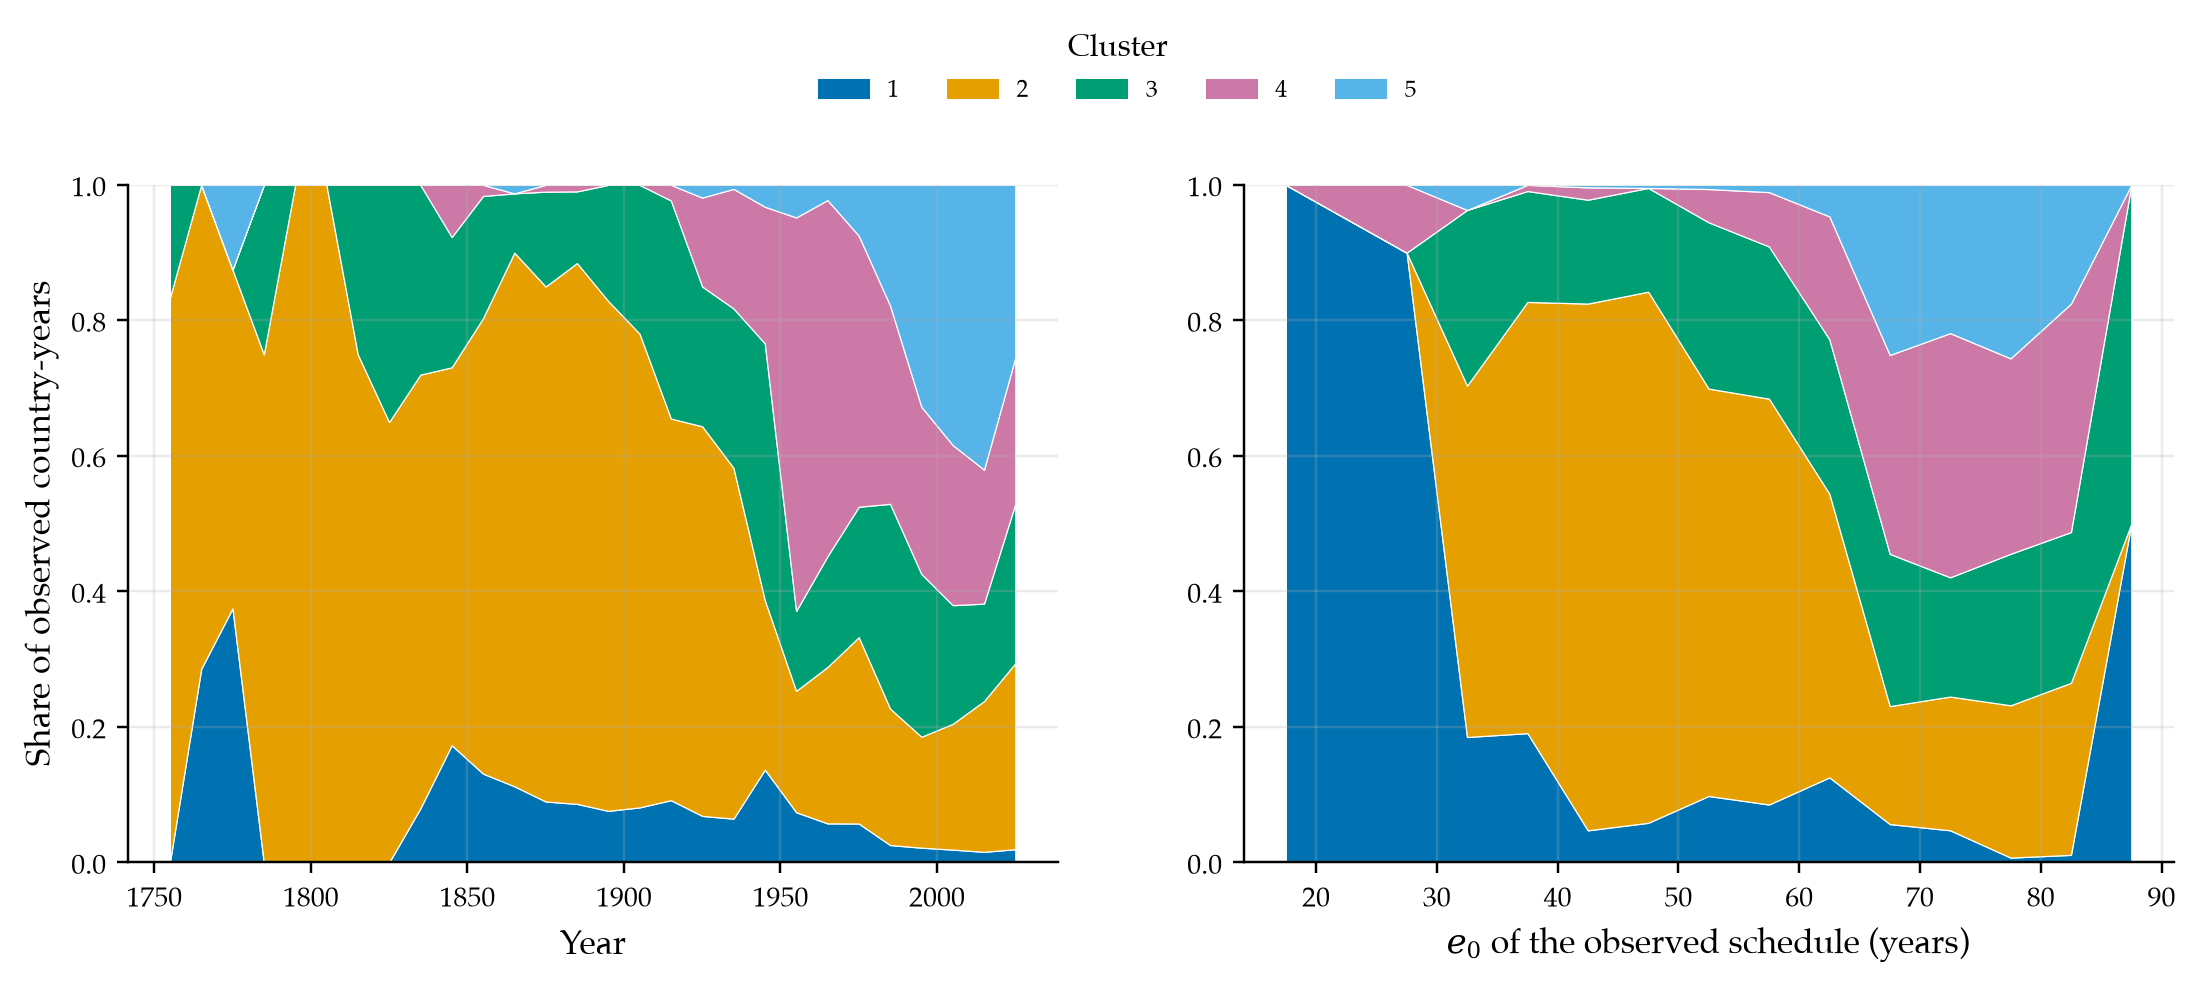 Cluster
1 2 3 4 5
Share of observed country-years
1.0
0.8
0.6
0.4
0.2
0.0
1750 1800 1850 1900 1950 2000
Year
1.0
0.8
0.6
0.4
0.2
0.0
20 30 40 50 60 70 80 90
e₀ of the observed schedule (years)